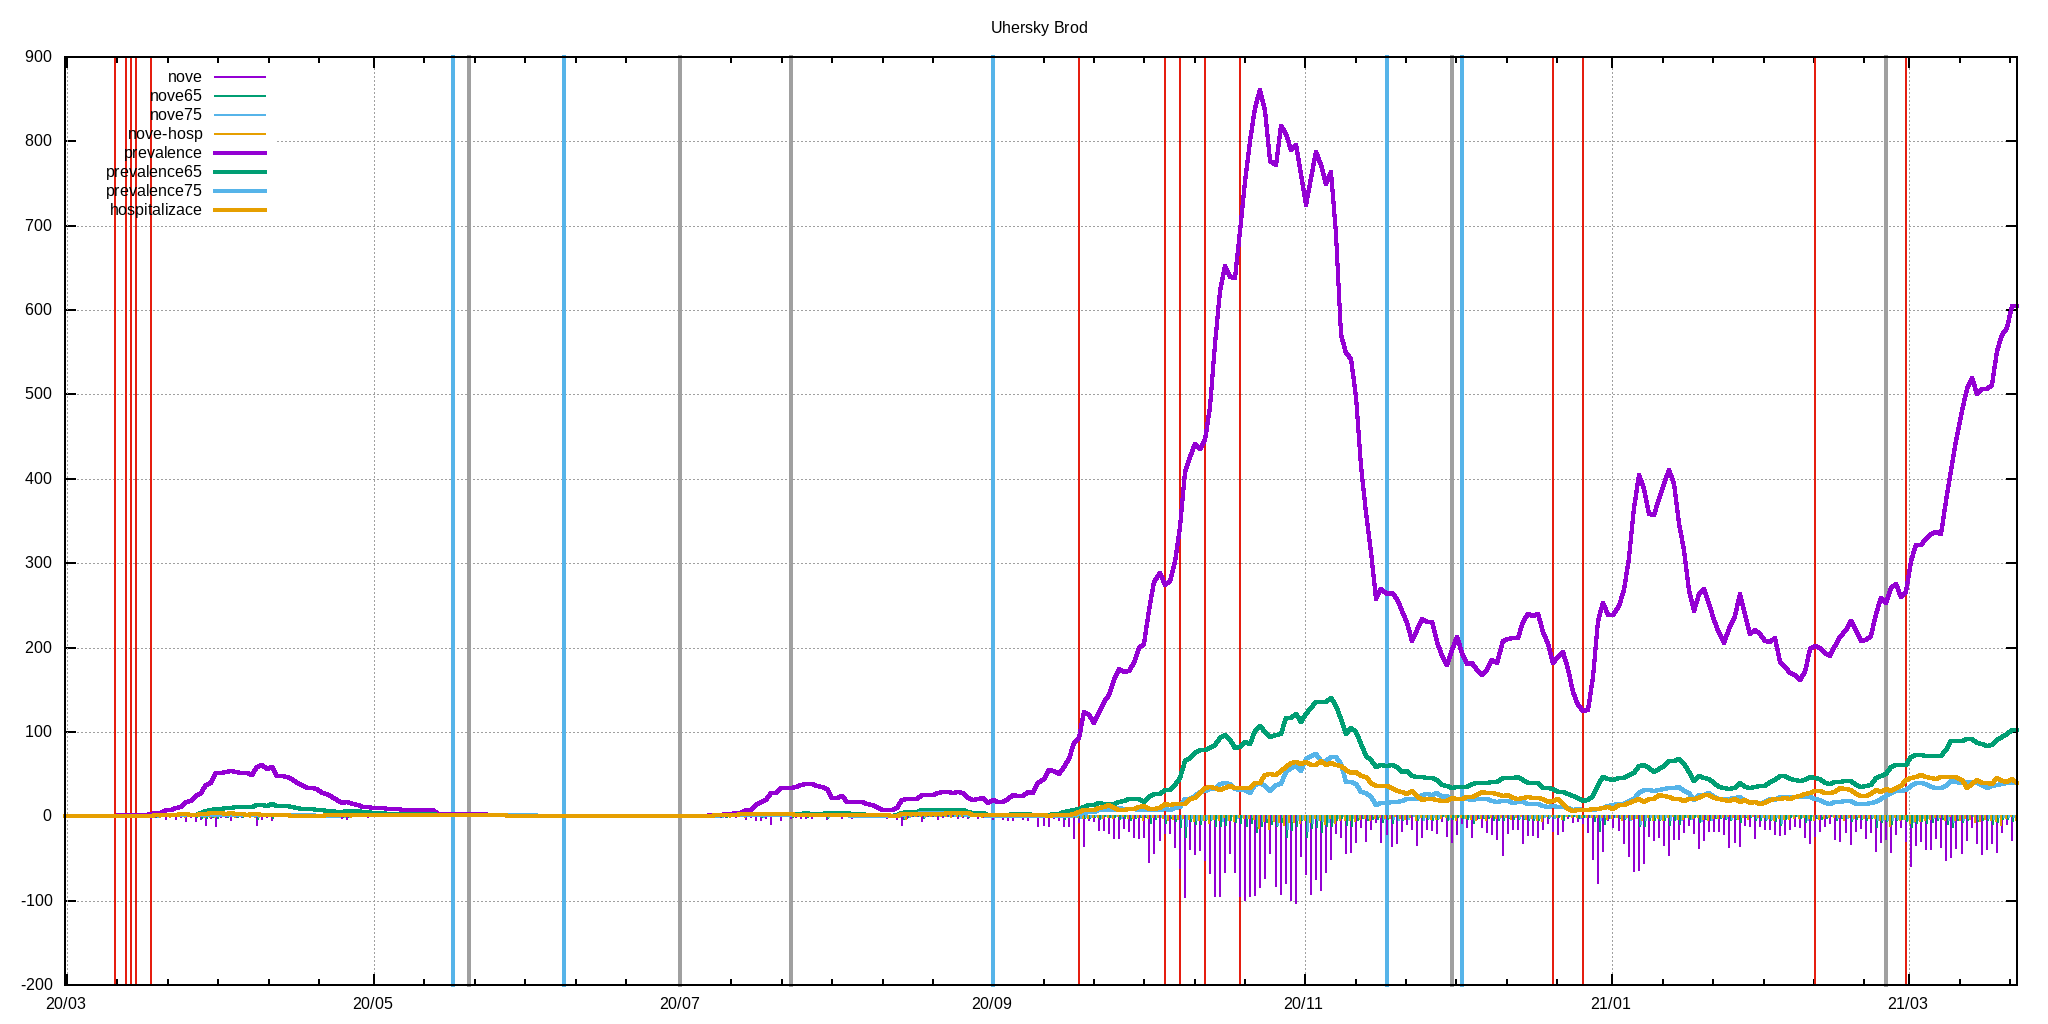 Uhersky Brod
900
800
700
600
500
400
300
200
100
0
-100
-200
nove
nove65
nove75
nove-hosp
prevalence
prevalence65
prevalence75
hospitalizace
20/03 20/05 20/07 20/09 20/11 21/01 21/03